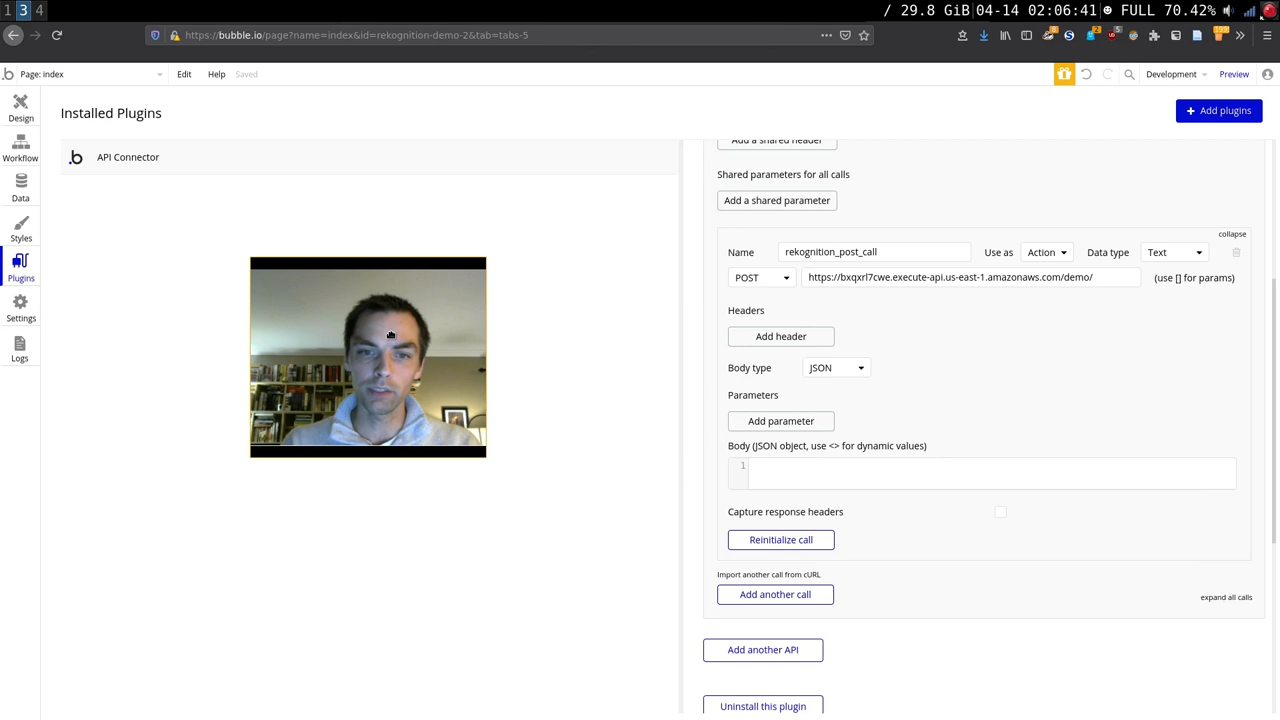 1 2 3 4
/ 29.8 GiB 04-14 02:06:41 FULL 70.42%
https://bubble.io/page?name=index&id=rekognition-demo-2&tab=tabs-5
Page: index Edit Help Saved Development Preview
Design
Workflow
Data
Styles
Plugins
Settings
Logs
Installed Plugins
Add plugins
API Connector
Add a shared header
Shared parameters for all calls
Add a shared parameter
collapse
Name rekognition_post_call Use as Action Data type Text
POST https://bxqxrl7cwe.execute-api.us-east-1.amazonaws.com/demo/ (use [] for params)
Headers
Add header
Body type JSON
Parameters
Add parameter
Body (JSON object, use <> for dynamic values)
1
Capture response headers
Reinitialize call
Import another call from cURL
Add another call
expand all calls
Add another API
Uninstall this plugin